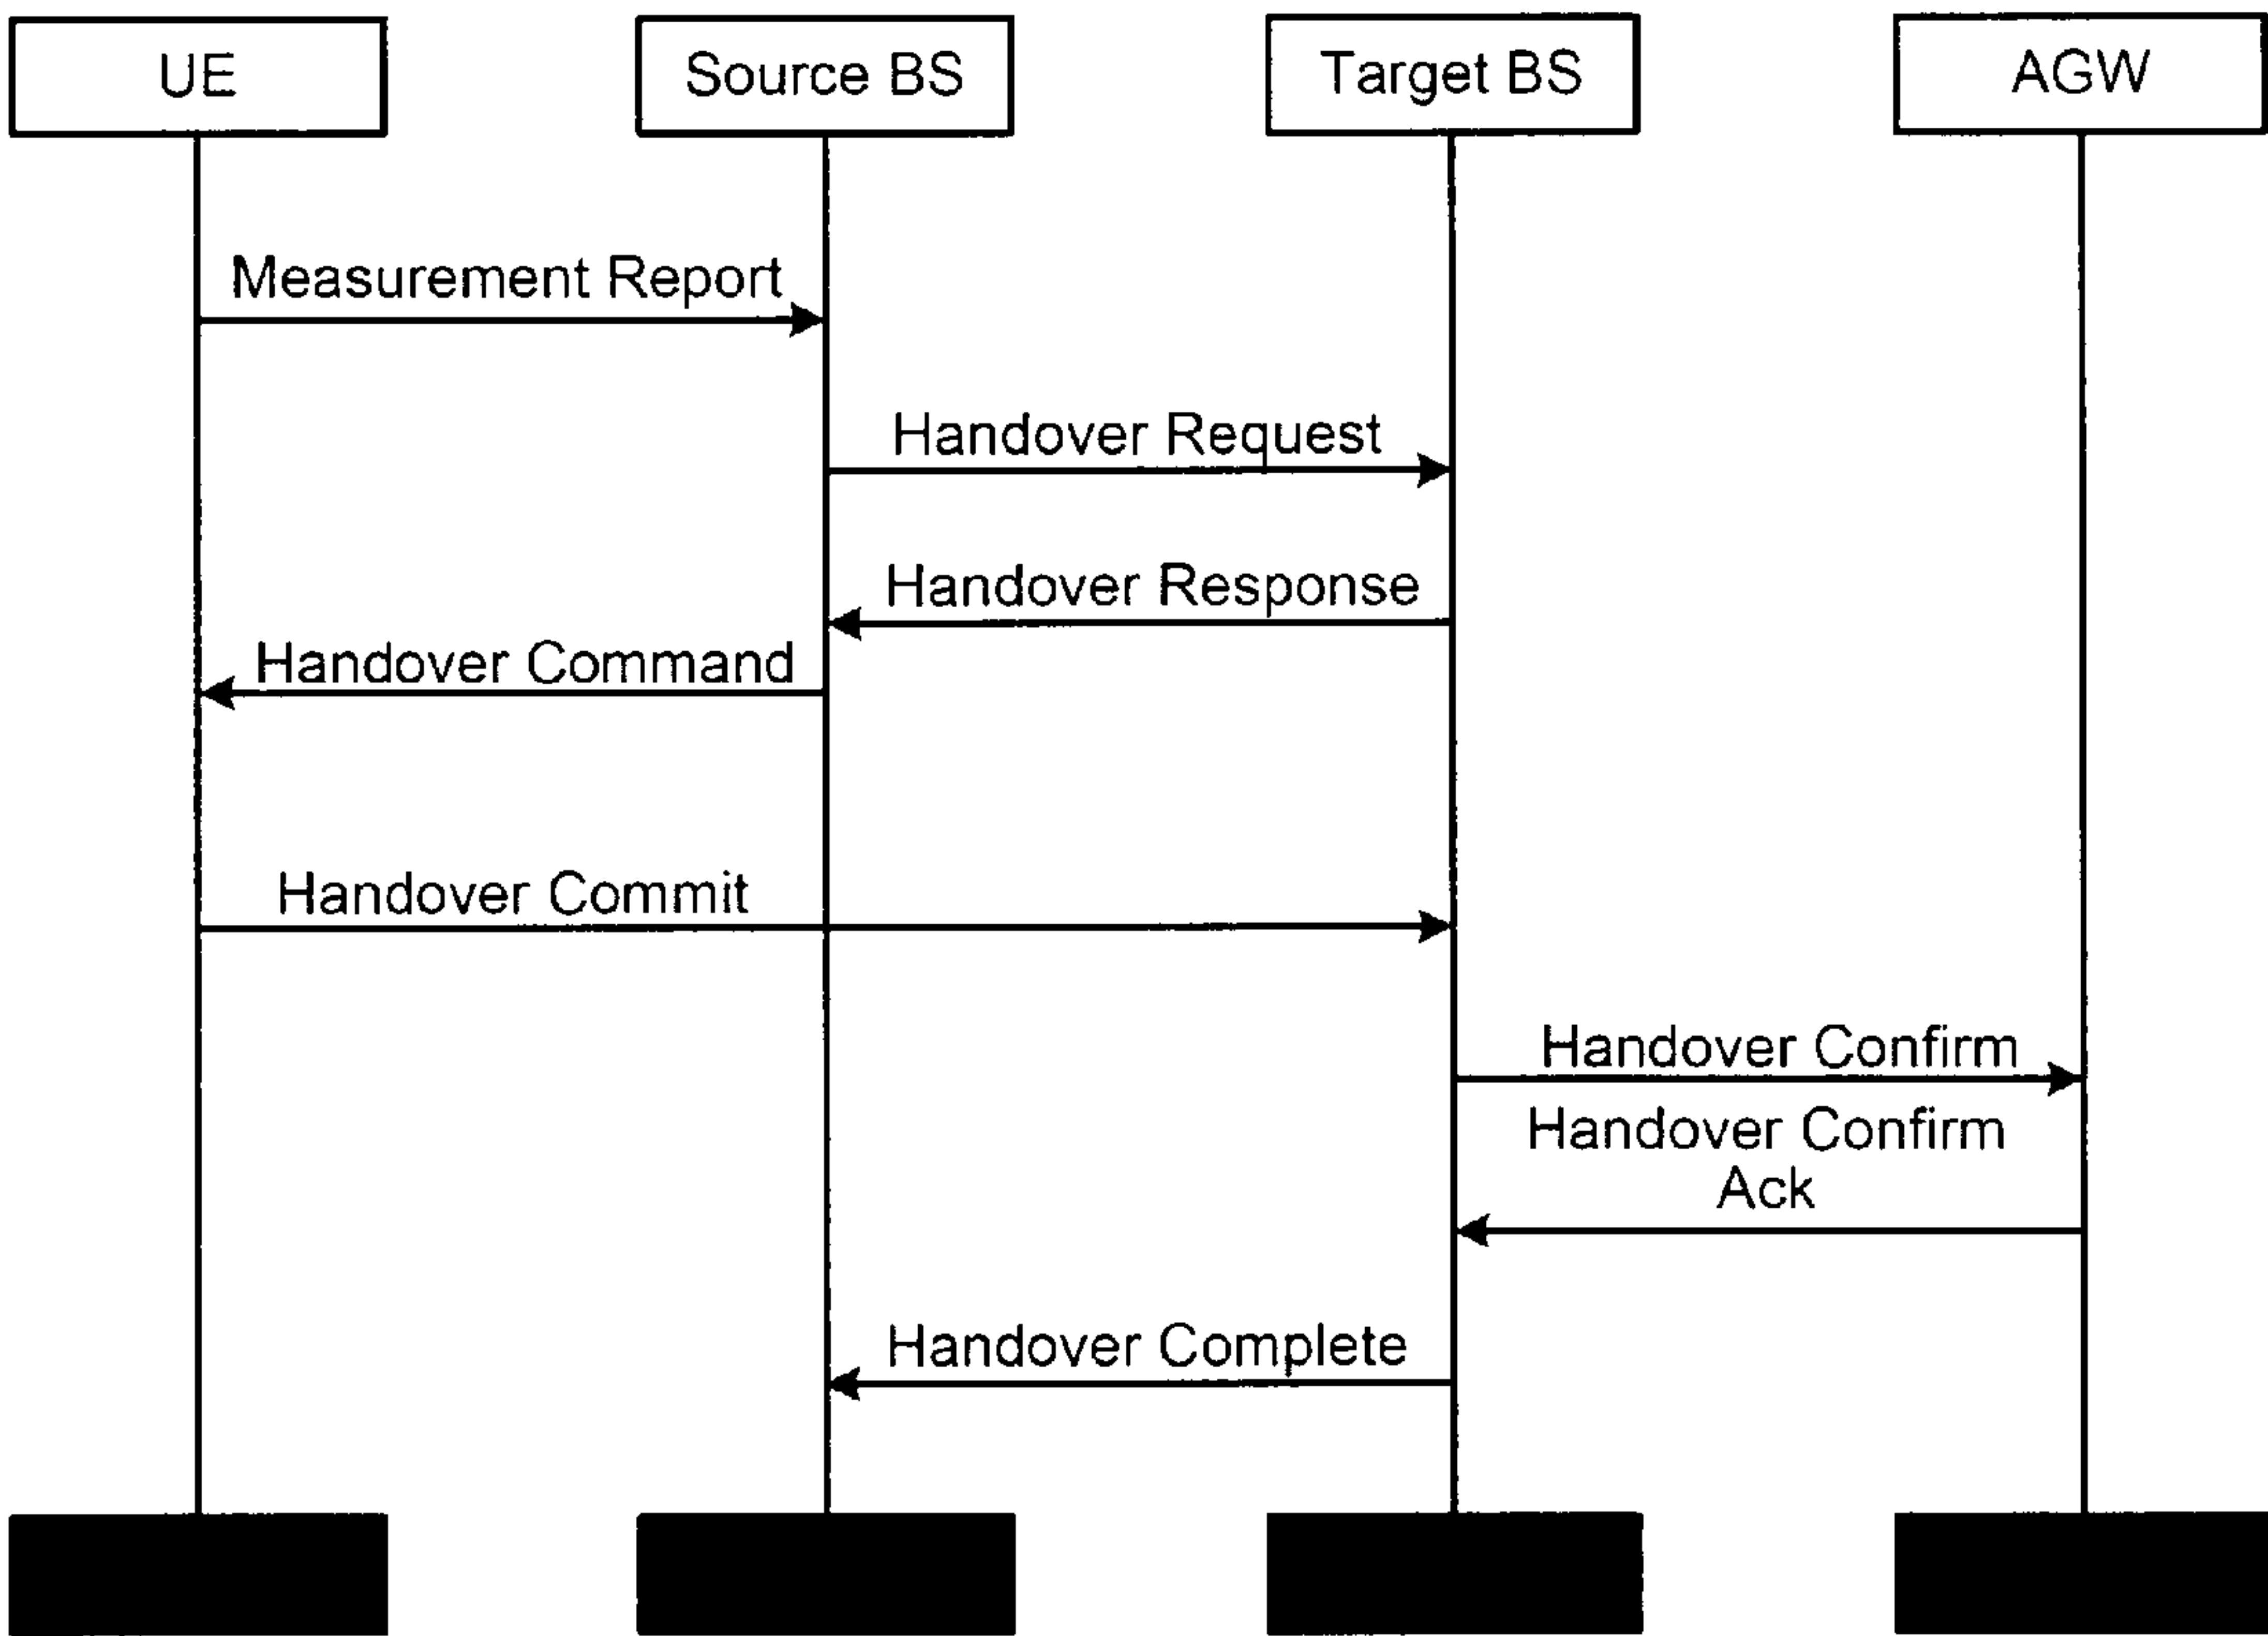 UE
Source BS
Target BS
AGW
Measurement Report
Handover Request
Handover Response
Handover Command
Handover Commit
Handover Confirm
Handover Confirm
Ack
Handover Complete